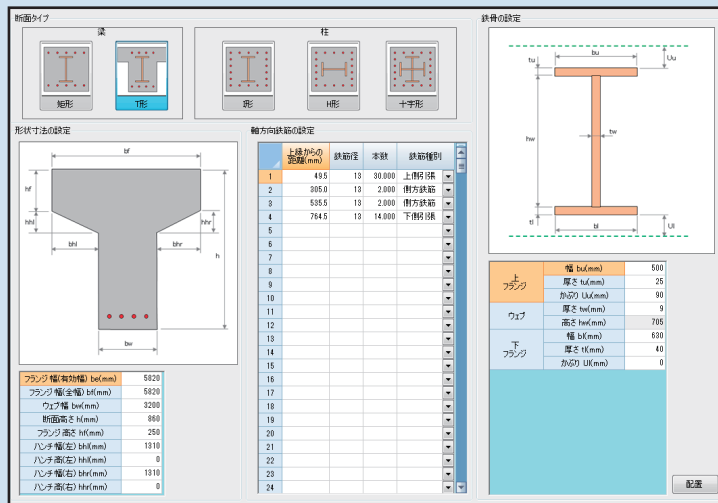 断面タイプ
梁
柱
矩形
T形
I形
H形
十字形
形状寸法の設定
bf
hf
hhl
hhr
h
bhl
bhr
bw
フランジ幅(有効幅) be(mm) 5820
フランジ幅(全幅) bf(mm) 5820
ウェブ幅 bw(mm) 3200
断面高さ h(mm) 860
フランジ高さ hf(mm) 250
ハンチ幅(左) bhl(mm) 1310
ハンチ高(左) hhl(mm) 0
ハンチ幅(右) bhr(mm) 1310
ハンチ高(右) hhr(mm) 0
軸方向鉄筋の設定
上縁からの距離(mm) 鉄筋径 本数 鉄筋種別
1 49.5 13 30.000 上側引張
2 305.0 13 2.000 側方鉄筋
3 535.5 13 2.000 側方鉄筋
4 764.5 13 14.000 下側引張
5
6
7
8
9
10
11
12
13
14
15
16
17
18
19
20
21
22
23
24
鉄骨の設定
bu
Uu
tu
hw
tw
tl
bl
Ul
上フランジ 幅 bu(mm) 500
厚さ tu(mm) 25
かぶり Uu(mm) 90
ウェブ 厚さ tw(mm) 9
高さ hw(mm) 705
下フランジ 幅 bl(mm) 630
厚さ tl(mm) 40
かぶり Ul(mm) 0
配置